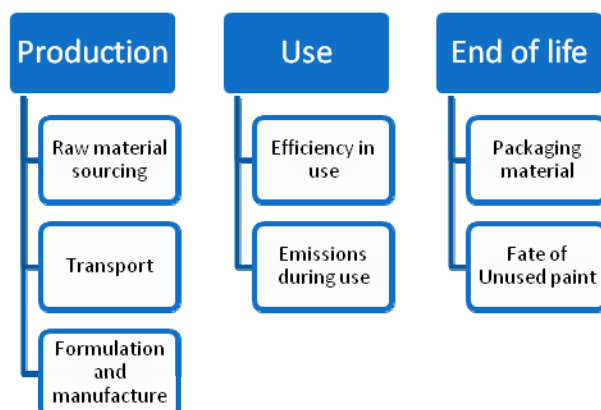 Production
Raw material
sourcing
Transport
Formulation
and
manufacture
Use
Efficiency in
use
Emissions
during use
End of life
Packaging
material
Fate of
Unused paint